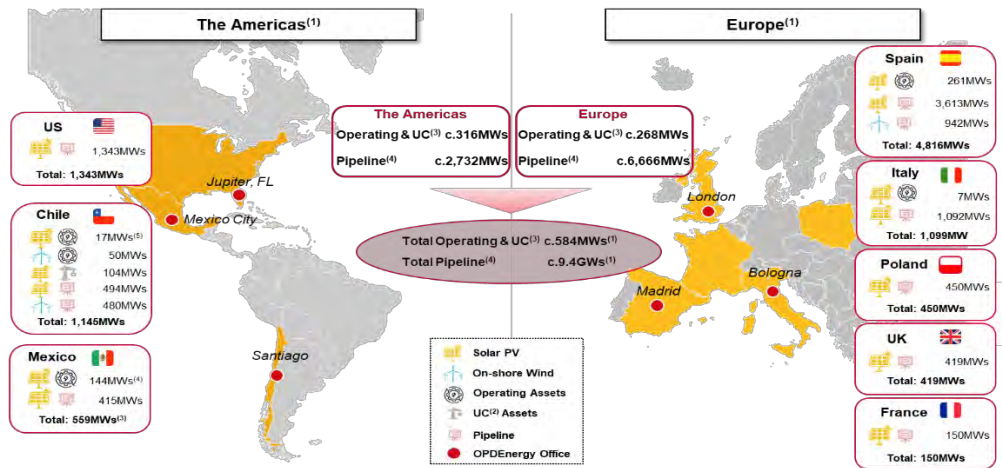 The Americas(1)
Europe(1)
US
1,343MWs
Total: 1,343MWs
Chile
17MWs(5)
50MWs
104MWs
494MWs
480MWs
Total: 1,145MWs
Mexico
144MWs(4)
415MWs
Total: 559MWs(3)
Jupiter, FL
Mexico City
Santiago
The Americas
Operating & UC(3) c.316MWs
Pipeline(4) c.2,732MWs
Europe
Operating & UC(3) c.268MWs
Pipeline(4) c.6,666MWs
Total Operating & UC(3) c.584MWs(1)
Total Pipeline(4) c.9.4GWs(1)
Solar PV
On-shore Wind
Operating Assets
UC(2) Assets
Pipeline
OPDEnergy Office
London
Bologna
Madrid
Spain
261MWs
3,613MWs
942MWs
Total: 4,816MWs
Italy
7MWs
1,092MWs
Total: 1,099MW
Poland
450MWs
Total: 450MWs
UK
419MWs
Total: 419MWs
France
150MWs
Total: 150MWs